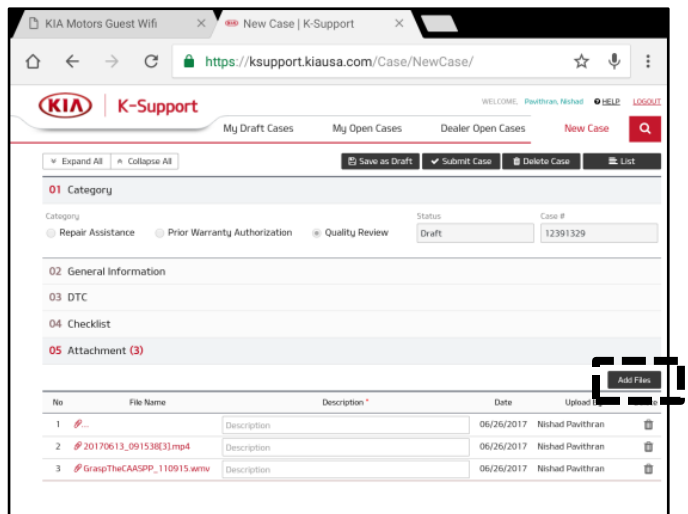 KIA Motors Guest Wifi
New Case | K-Support
https://ksupport.kiausa.com/Case/NewCase/
KIA K-Support
WELCOME, Pavithran, Nishad HELP LOGOUT
My Draft Cases My Open Cases Dealer Open Cases New Case
Expand All Collapse All Save as Draft Submit Case Delete Case List
01 Category
Category Status Case #
Repair Assistance Prior Warranty Authorization Quality Review Draft 12391329
02 General Information
03 DTC
04 Checklist
05 Attachment (3)
Add Files
No File Name Description * Date Upload By
1 ... Description 06/26/2017 Nishad Pavithran
2 20170613_091538[3].mp4 Description 06/26/2017 Nishad Pavithran
3 GraspTheCAASPP_110915.wmv Description 06/26/2017 Nishad Pavithran